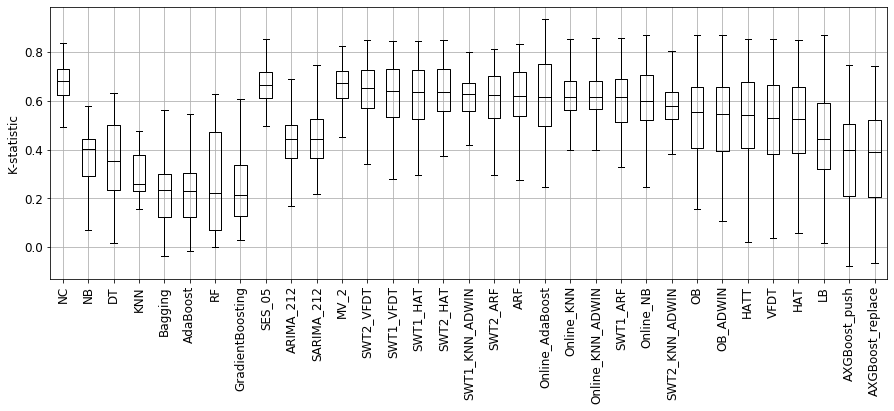 K-statistic
0.8
0.6
0.4
0.2
0.0
NC
NB
DT
KNN
Bagging
AdaBoost
RF
GradientBoosting
SES_05
ARIMA_212
SARIMA_212
MV_2
SWT2_VFDT
SWT1_VFDT
SWT1_HAT
SWT2_HAT
SWT1_KNN_ADWIN
SWT2_ARF
ARF
Online_AdaBoost
Online_KNN
Online_KNN_ADWIN
SWT1_ARF
Online_NB
SWT2_KNN_ADWIN
OB
OB_ADWIN
HATT
VFDT
HAT
LB
AXGBoost_push
AXGBoost_replace